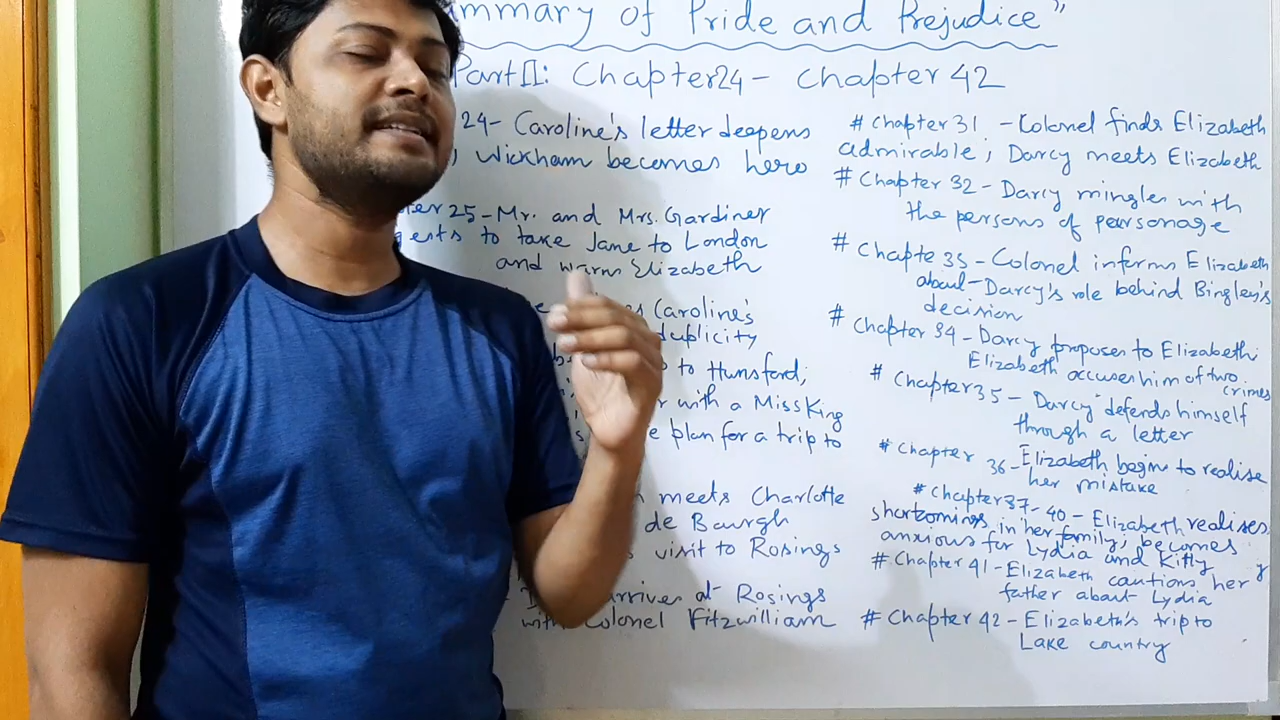 ummary of Pride and Prejudice"
Part II: Chapter 24 - Chapter 42
24 - Caroline's letter deepens
; Wickham becomes hero
25 - Mr. and Mrs. Gardiner
to take Jane to London
and warns Elizabeth
Caroline's
duplicity
to Hunsford;
with a Miss King
plan for a trip to
meets Charlotte
de Bourgh
visit to Rosings
arrives at Rosings
with Colonel Fitzwilliam
# Chapter 31 - Colonel finds Elizabeth
admirable; Darcy meets Elizabeth
# Chapter 32 - Darcy mingles with
the persons of pearsonage
# Chapte 33 - Colonel informs Elizabeth
about Darcy's role behind Bingley's
decision
# Chapter 34 - Darcy proposes to Elizabeth;
Elizabeth accuses him of two
crimes
# Chapter 35 - Darcy defends himself
through a letter
# Chapter 36 - Elizabeth begins to realise
her mistake
# Chapter 37-40 - Elizabeth realises
shortcomings in her family; becomes
anxious for Lydia and Kitty
# Chapter 41 - Elizabeth cautions her
father about Lydia
# Chapter 42 - Elizabeth's trip to
Lake country